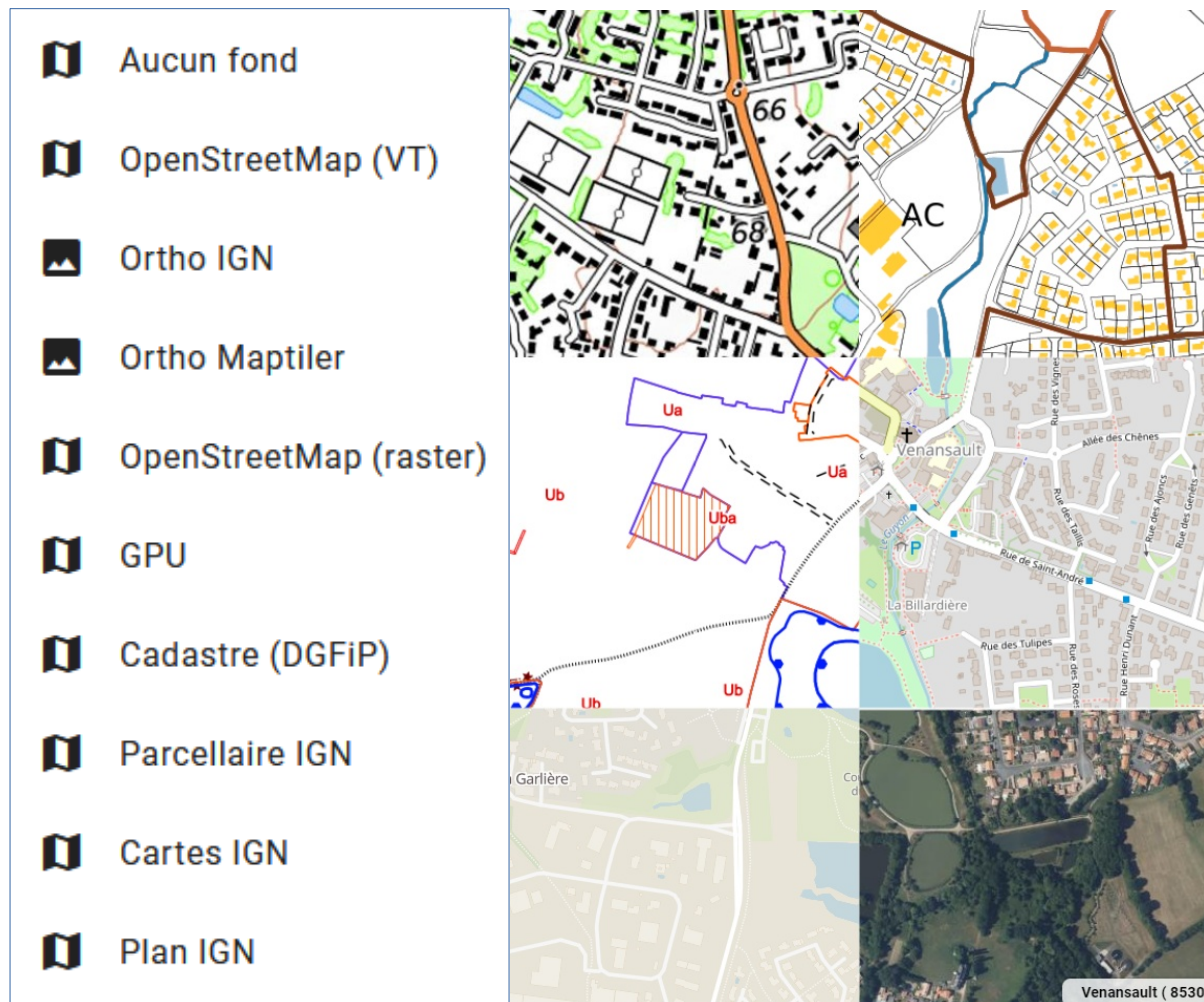 Aucun fond
OpenStreetMap (VT)
Ortho IGN
Ortho Maptiler
OpenStreetMap (raster)
GPU
Cadastre (DGFiP)
Parcellaire IGN
Cartes IGN
Plan IGN
66
68
AC
Ua
Ub
Ua
Uba
Ub
Ub
Venansault
Rue des Vigne
Allée des Chênes
Rue des Ajoncs
Rue des Genêts
Rue des Taillis
Le Guyon
P
Rue de Saint-André
La Billardière
Rue des Tulipes
Rue des Roses
Rue Henri Dunant
Garlière
Venansault ( 8530